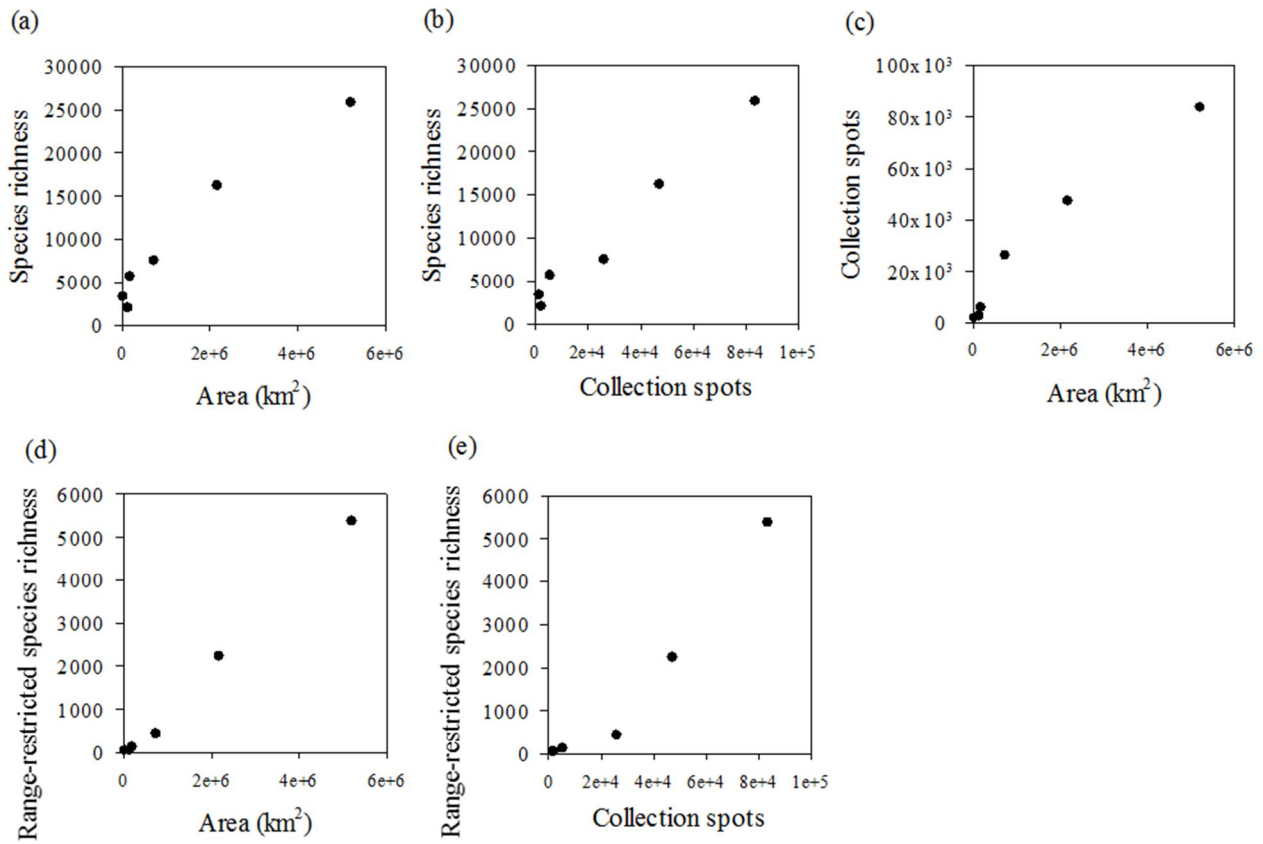 (a)
Species richness
30000
25000
20000
15000
10000
5000
0
0 2e+6 4e+6 6e+6
Area (km²)
(b)
Species richness
30000
25000
20000
15000
10000
5000
0
0 2e+4 4e+4 6e+4 8e+4 1e+5
Collection spots
(c)
Collection spots
100x 10³
80x 10³
60x 10³
40x 10³
20x 10³
0
0 2e+6 4e+6 6e+6
Area (km²)
(d)
Range-restricted species richness
6000
5000
4000
3000
2000
1000
0
0 2e+6 4e+6 6e+6
Area (km²)
(e)
Range-restricted species richness
6000
5000
4000
3000
2000
1000
0
0 2e+4 4e+4 6e+4 8e+4 1e+5
Collection spots